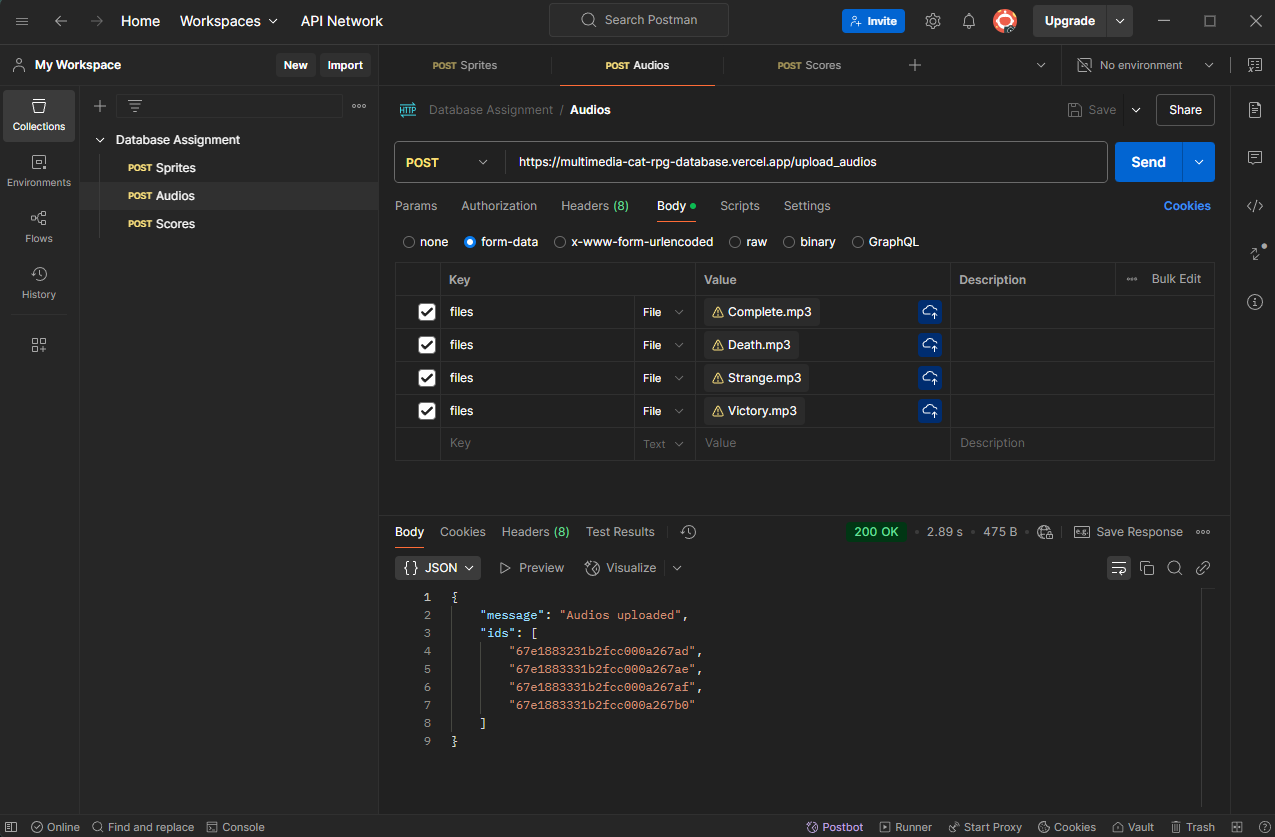 Home Workspaces API Network Search Postman Invite Upgrade
My Workspace New Import POST Sprites POST Audios POST Scores No environment
Collections
Environments
Flows
History
Database Assignment
POST Sprites
POST Audios
POST Scores
HTTP Database Assignment / Audios Save Share
POST https://multimedia-cat-rpg-database.vercel.app/upload_audios Send
Params Authorization Headers (8) Body Scripts Settings Cookies
none form-data x-www-form-urlencoded raw binary GraphQL
Key Value Description Bulk Edit
files File Complete.mp3
files File Death.mp3
files File Strange.mp3
files File Victory.mp3
Key Text Value Description
Body Cookies Headers (8) Test Results 200 OK 2.89 s 475 B e.g. Save Response
{} JSON Preview Visualize
1 {
2 "message": "Audios uploaded",
3 "ids": [
4 "67e1883231b2fcc000a267ad",
5 "67e1883331b2fcc000a267ae",
6 "67e1883331b2fcc000a267af",
7 "67e1883331b2fcc000a267b0"
8 ]
9 }
Online Find and replace Console Postbot Runner Start Proxy Cookies Vault Trash